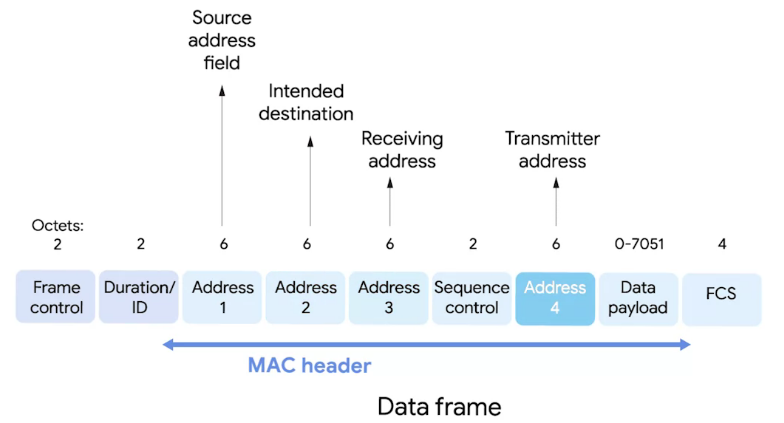 Source
address
field
Intended
destination
Receiving
address
Transmitter
address
Octets:
2 2 6 6 6 2 6 0-7051 4
Frame
control
Duration/
ID
Address
1
Address
2
Address
3
Sequence
control
Address
4
Data
payload
FCS
MAC header
Data frame